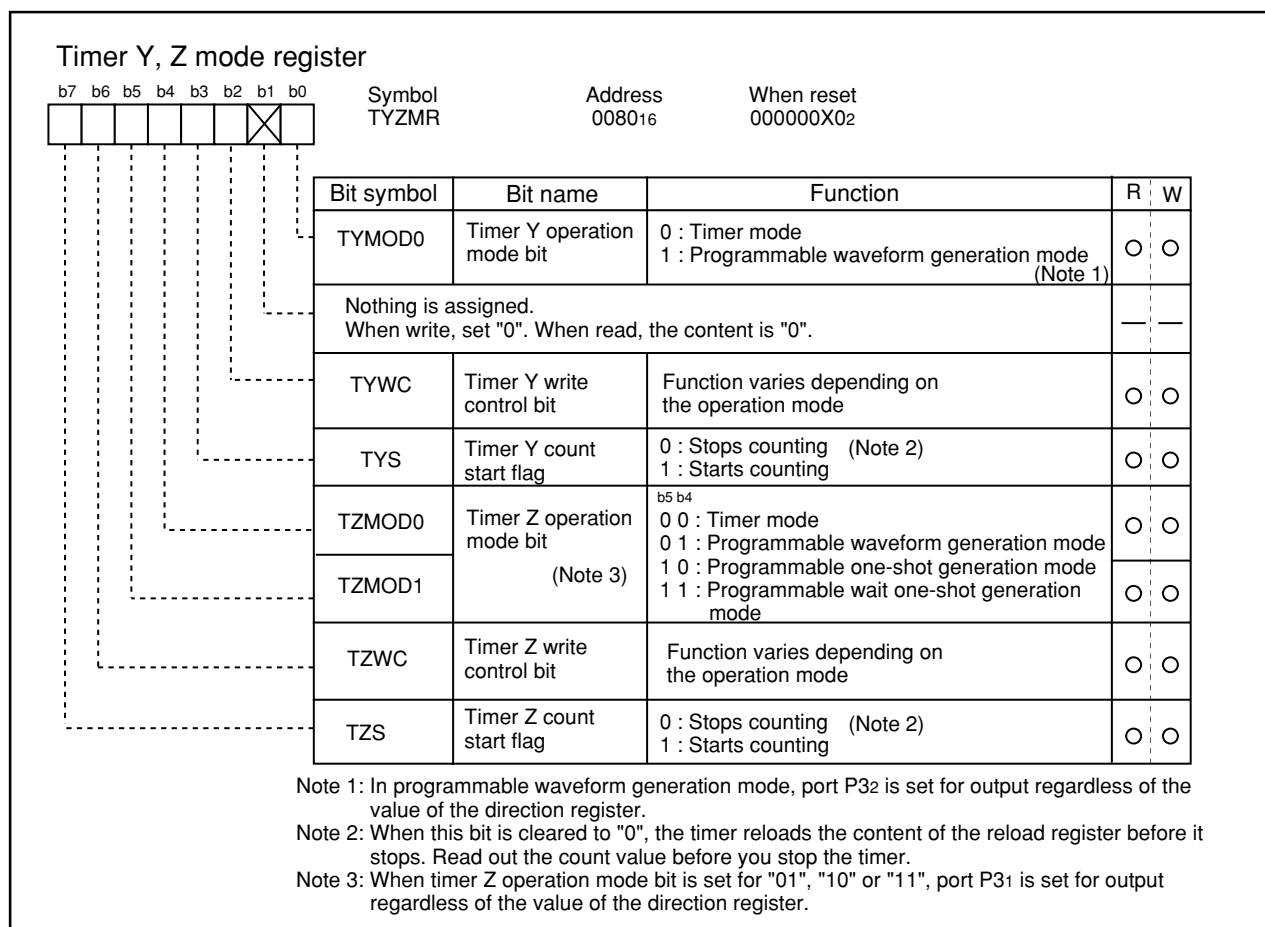 Timer Y, Z mode register
b7 b6 b5 b4 b3 b2 b1 b0
Symbol Address When reset
TYZMR 008016 000000X02
Bit symbol Bit name Function R W
TYMOD0 Timer Y operation mode bit
0 : Timer mode
1 : Programmable waveform generation mode
(Note 1)
Nothing is assigned.
When write, set "0". When read, the content is "0".
— —
TYWC Timer Y write control bit
Function varies depending on
the operation mode
TYS Timer Y count start flag
0 : Stops counting (Note 2)
1 : Starts counting
TZMOD0 Timer Z operation mode bit
(Note 3)
TZMOD1
b5 b4
0 0 : Timer mode
0 1 : Programmable waveform generation mode
1 0 : Programmable one-shot generation mode
1 1 : Programmable wait one-shot generation
mode
TZWC Timer Z write control bit
Function varies depending on
the operation mode
TZS Timer Z count start flag
0 : Stops counting (Note 2)
1 : Starts counting
Note 1: In programmable waveform generation mode, port P32 is set for output regardless of the
value of the direction register.
Note 2: When this bit is cleared to "0", the timer reloads the content of the reload register before it
stops. Read out the count value before you stop the timer.
Note 3: When timer Z operation mode bit is set for "01", "10" or "11", port P31 is set for output
regardless of the value of the direction register.